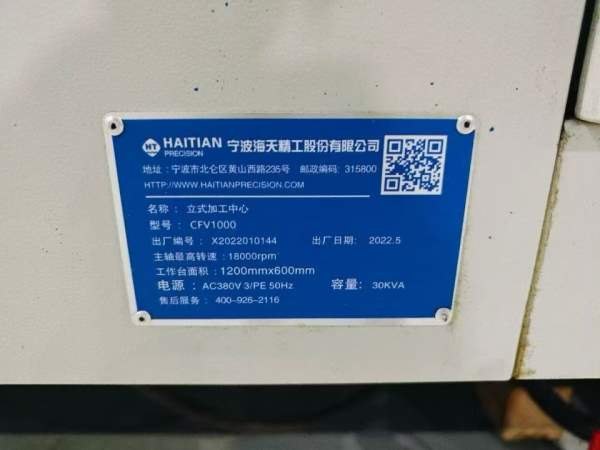 HT HAITIAN PRECISION 宁波海天精工股份有限公司
地址:宁波市北仑区黄山西路235号 邮政编码: 315800
HTTP://WWW.HAITIANPRECISION.COM
名称: 立式加工中心
型号: CFV1000
出厂编号: X2022010144 出厂日期: 2022.5
主轴最高转速: 18000rpm
工作台面积: 1200mmx600mm
电源: AC380V 3/PE 50Hz 容量: 30KVA
售后服务: 400-926-2116